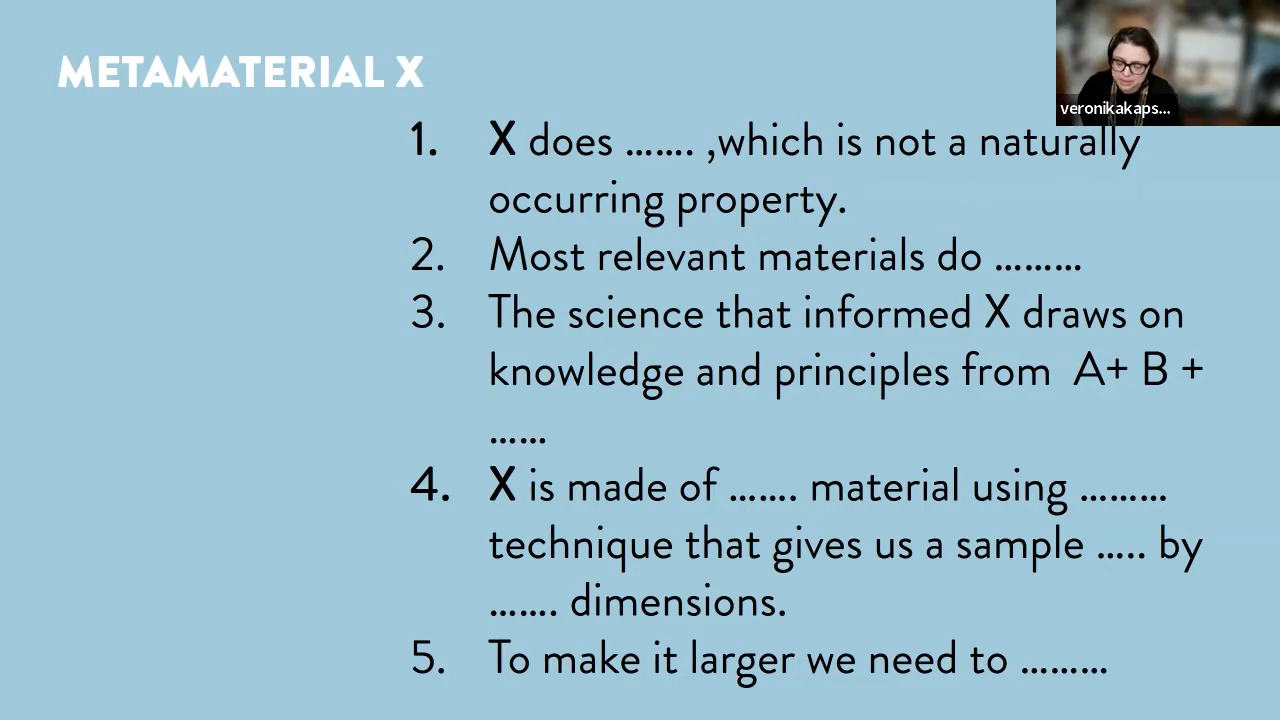 METAMATERIAL X
veronikakaps...
1. X does ……. ,which is not a naturally
occurring property.
2. Most relevant materials do ………
3. The science that informed X draws on
knowledge and principles from A+ B +
……
4. X is made of ……. material using ………
technique that gives us a sample ….. by
……. dimensions.
5. To make it larger we need to ………